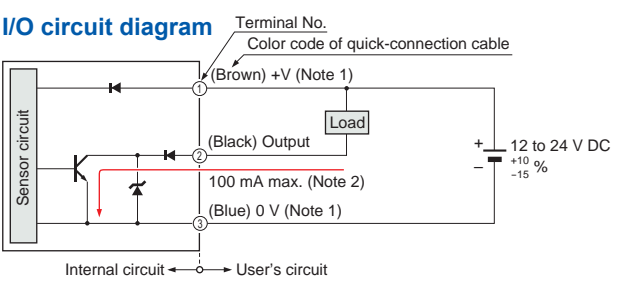 I/O circuit diagram
Terminal No.
Color code of quick-connection cable
(Brown) +V (Note 1)
1
Sensor circuit
Load
(Black) Output
2
+
−
12 to 24 V DC
+10
−15 %
100 mA max. (Note 2)
(Blue) 0 V (Note 1)
3
Internal circuit
User's circuit